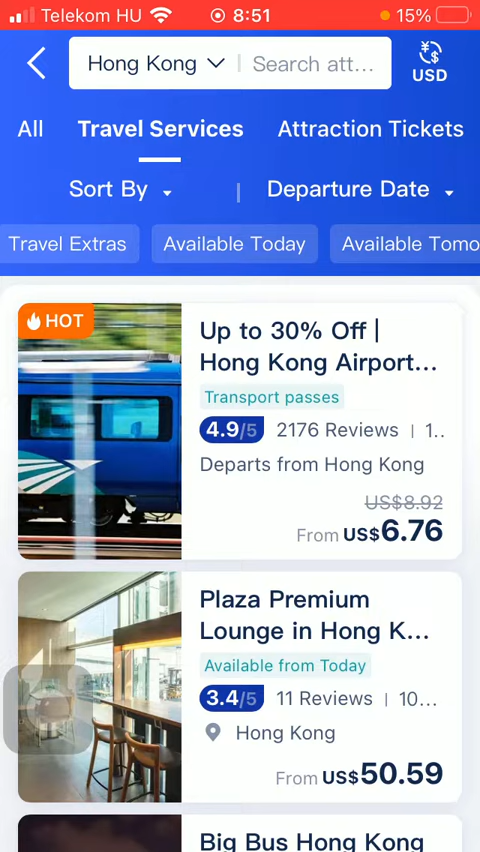 Telekom HU 8:51 15%
Hong Kong Search att...
¥ $ USD
All Travel Services Attraction Tickets
Sort By Departure Date
Travel Extras Available Today Available Tomo
HOT
Up to 30% Off |
Hong Kong Airport...
Transport passes
4.9/5 2176 Reviews | 1..
Departs from Hong Kong
US$8.92
From US$6.76
Plaza Premium
Lounge in Hong K...
Available from Today
3.4/5 11 Reviews | 10...
Hong Kong
From US$50.59
Big Bus Hong Kong